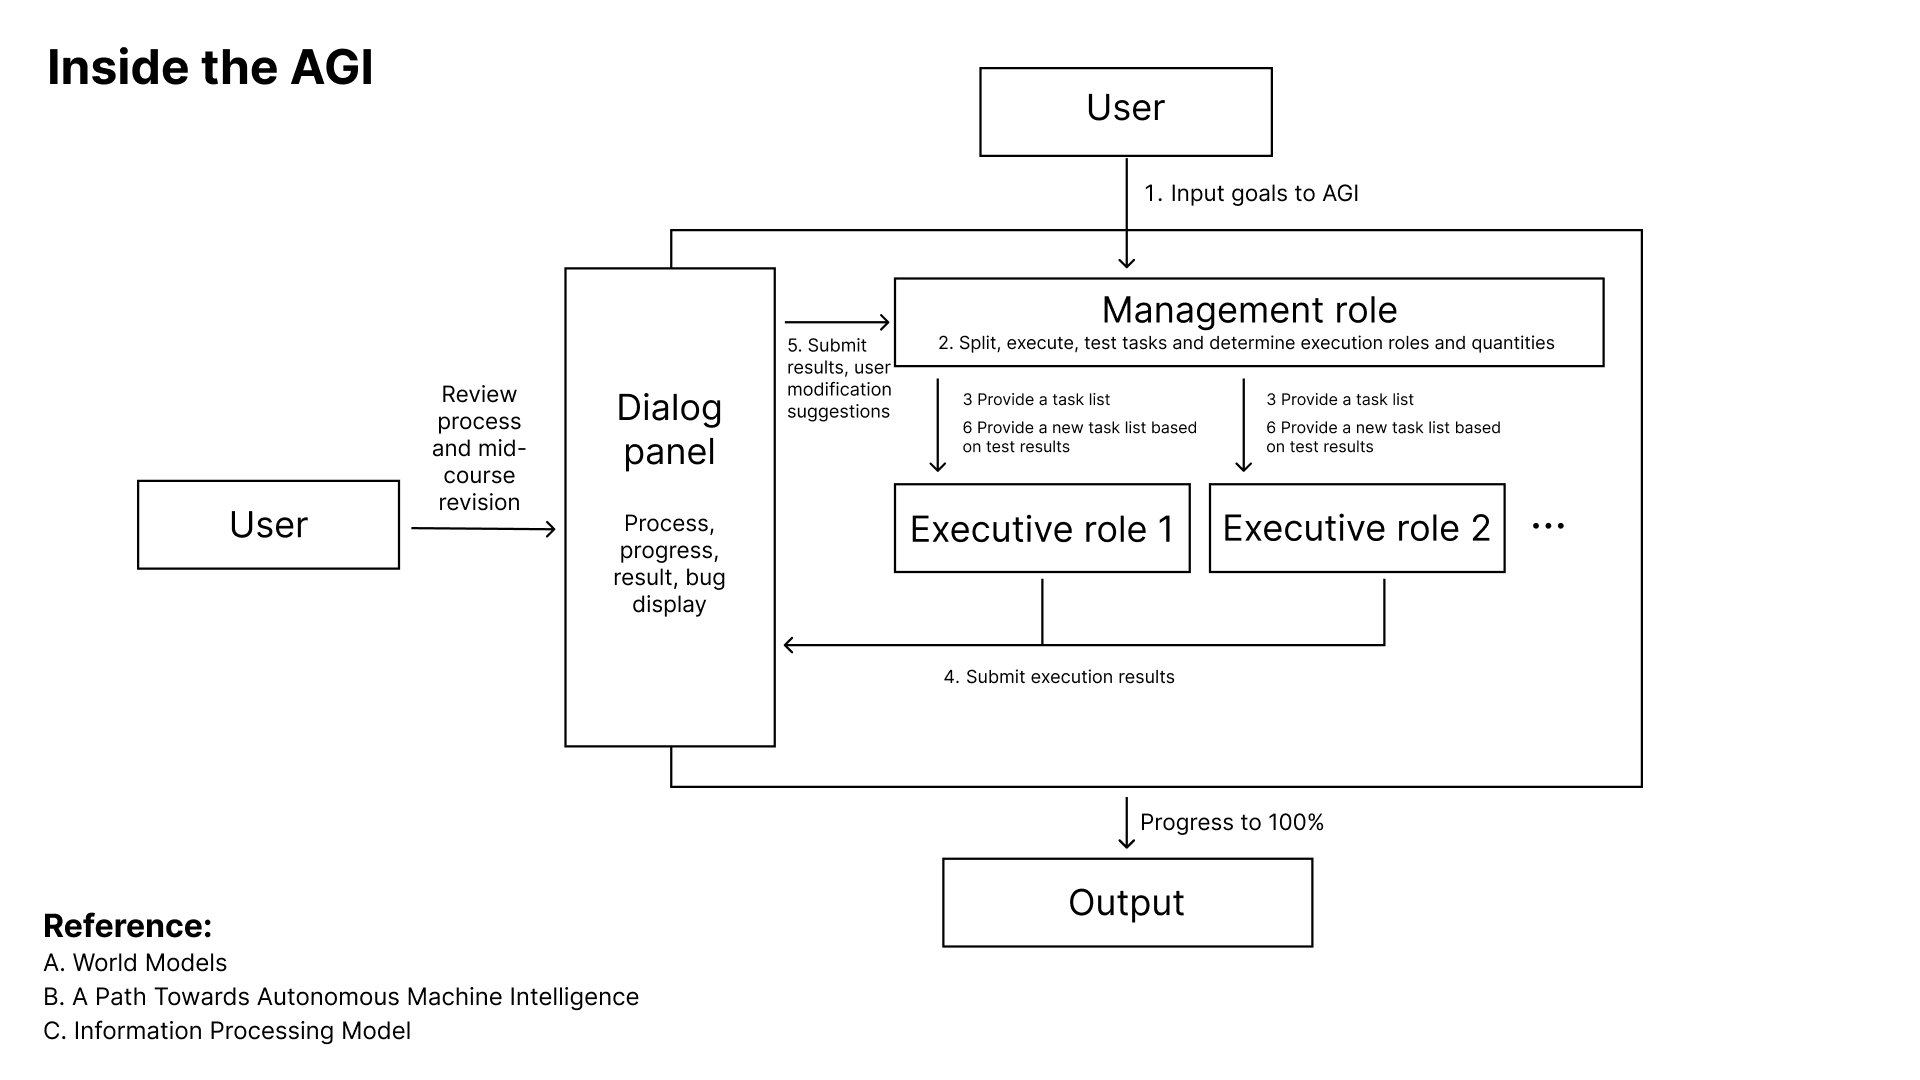 Inside the AGI
User
1. Input goals to AGI
Management role
2. Split, execute, test tasks and determine execution roles and quantities
5. Submit
results, user
modification
suggestions
3 Provide a task list
6 Provide a new task list based
on test results
3 Provide a task list
6 Provide a new task list based
on test results
Review
process
and mid-
course
revision
User
Dialog
panel
Process,
progress,
result, bug
display
Executive role 1
Executive role 2
...
4. Submit execution results
Progress to 100%
Output
Reference:
A. World Models
B. A Path Towards Autonomous Machine Intelligence
C. Information Processing Model